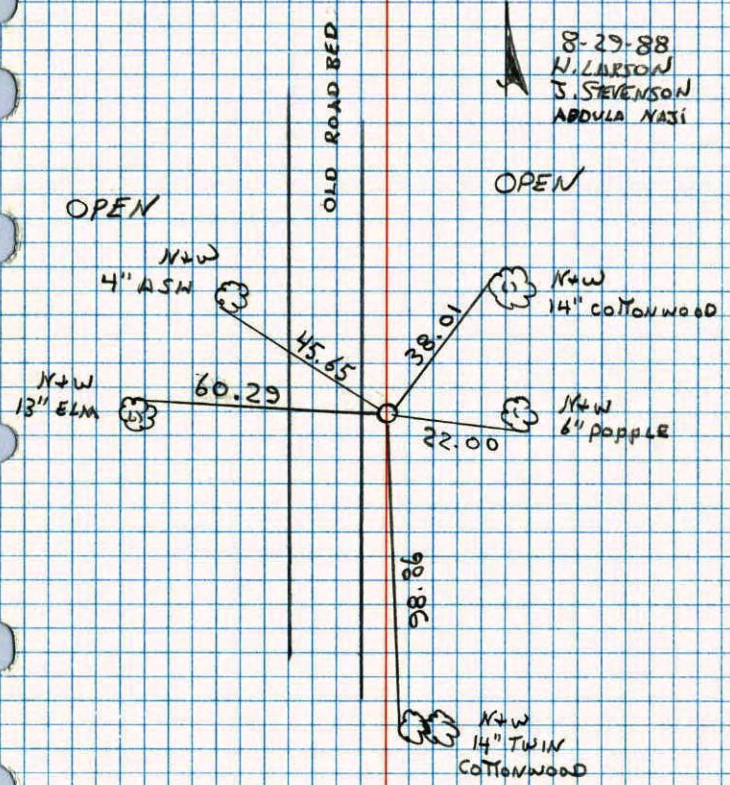 OLD ROAD BED
8-29-88
W. LARSON
J. STEVENSON
ABDULA NAJI
OPEN
OPEN
N+W
4" ASH
N+W
14" COTTONWOOD
45.65
38.01
N+W
13" ELM
60.29
N+W
6" POPPLE
22.00
98.86
N+W
14" TWIN
COTTONWOOD